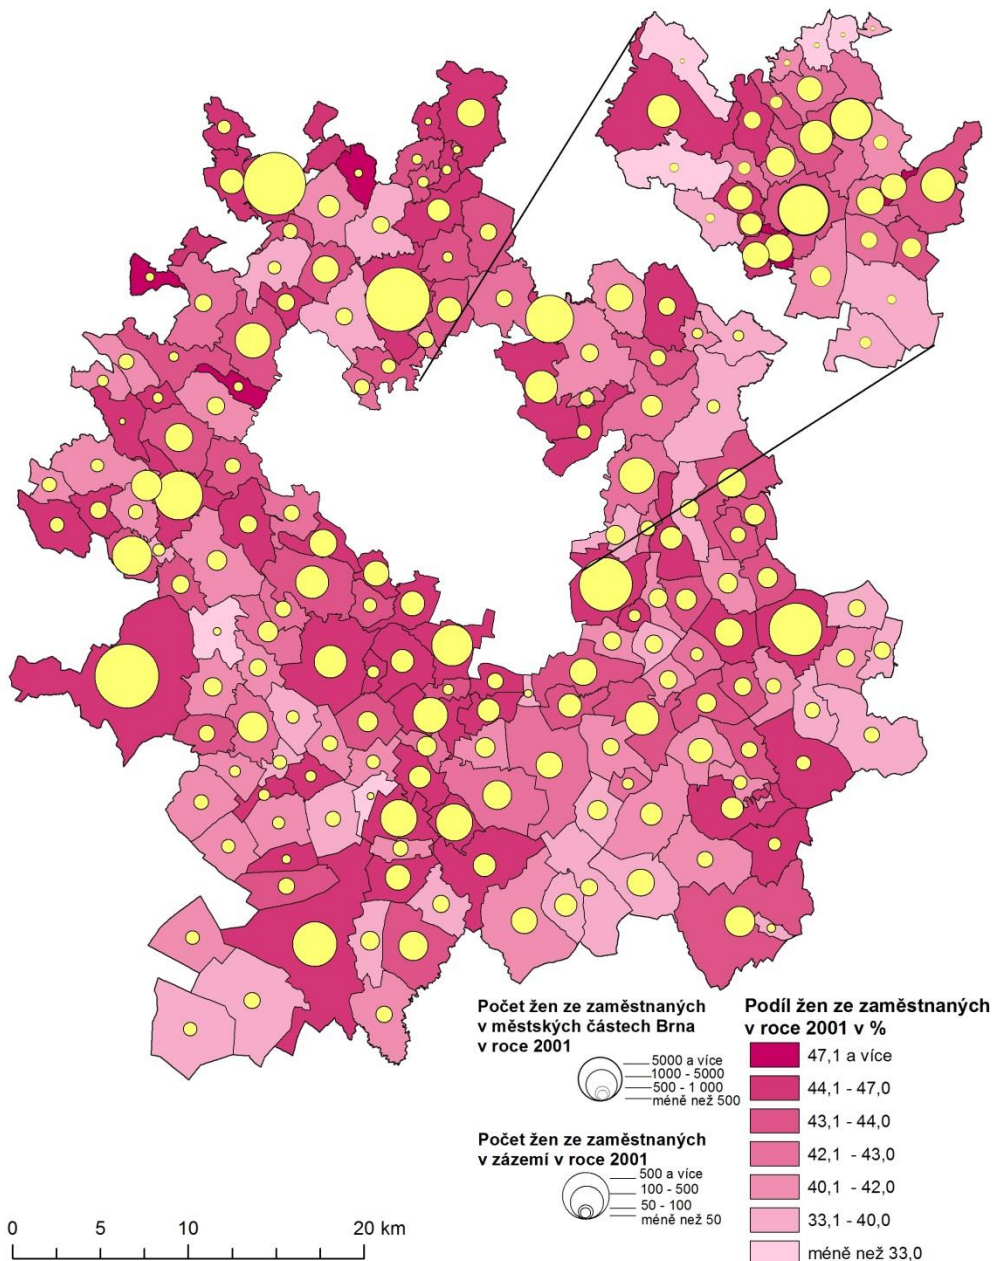 Počet žen ze zaměstnaných
v městských částech Brna
v roce 2001
5000 a více
1000 - 5000
500 - 1 000
méně než 500
Počet žen ze zaměstnaných
v zázemí v roce 2001
500 a více
100 - 500
50 - 100
méně než 50
Podíl žen ze zaměstnaných
v roce 2001 v %
47,1 a více
44,1 - 47,0
43,1 - 44,0
42,1 - 43,0
40,1 - 42,0
33,1 - 40,0
méně než 33,0
0 5 10 20 km